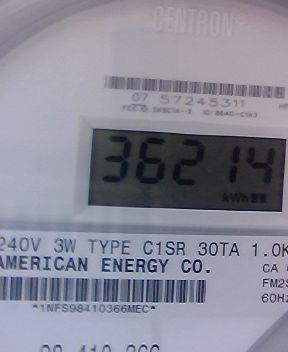 CENTRON®
07 57245311
36214
kWh
240V 3W TYPE C1SR 30TA 1.0K
AMERICAN ENERGY CO.
CA
FM2S
60Hz
*1NFS98410366MEC*